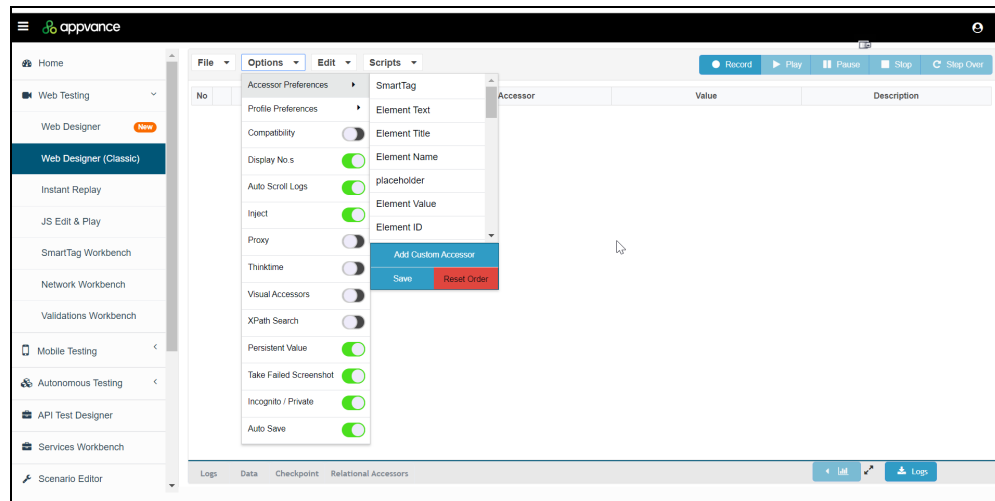 appvance
Home
Web Testing
Web Designer New
Web Designer (Classic)
Instant Replay
JS Edit & Play
SmartTag Workbench
Network Workbench
Validations Workbench
Mobile Testing
Autonomous Testing
API Test Designer
Services Workbench
Scenario Editor
File Options Edit Scripts
Record Play Pause Stop Step Over
No Accessor Value Description
Accessor Preferences
Profile Preferences
Compatibility
Display No.s
Auto Scroll Logs
Inject
Proxy
Thinktime
Visual Accessors
XPath Search
Persistent Value
Take Failed Screenshot
Incognito / Private
Auto Save
SmartTag
Element Text
Element Title
Element Name
placeholder
Element Value
Element ID
Add Custom Accessor
Save Reset Order
Logs Data Checkpoint Relational Accessors
Logs